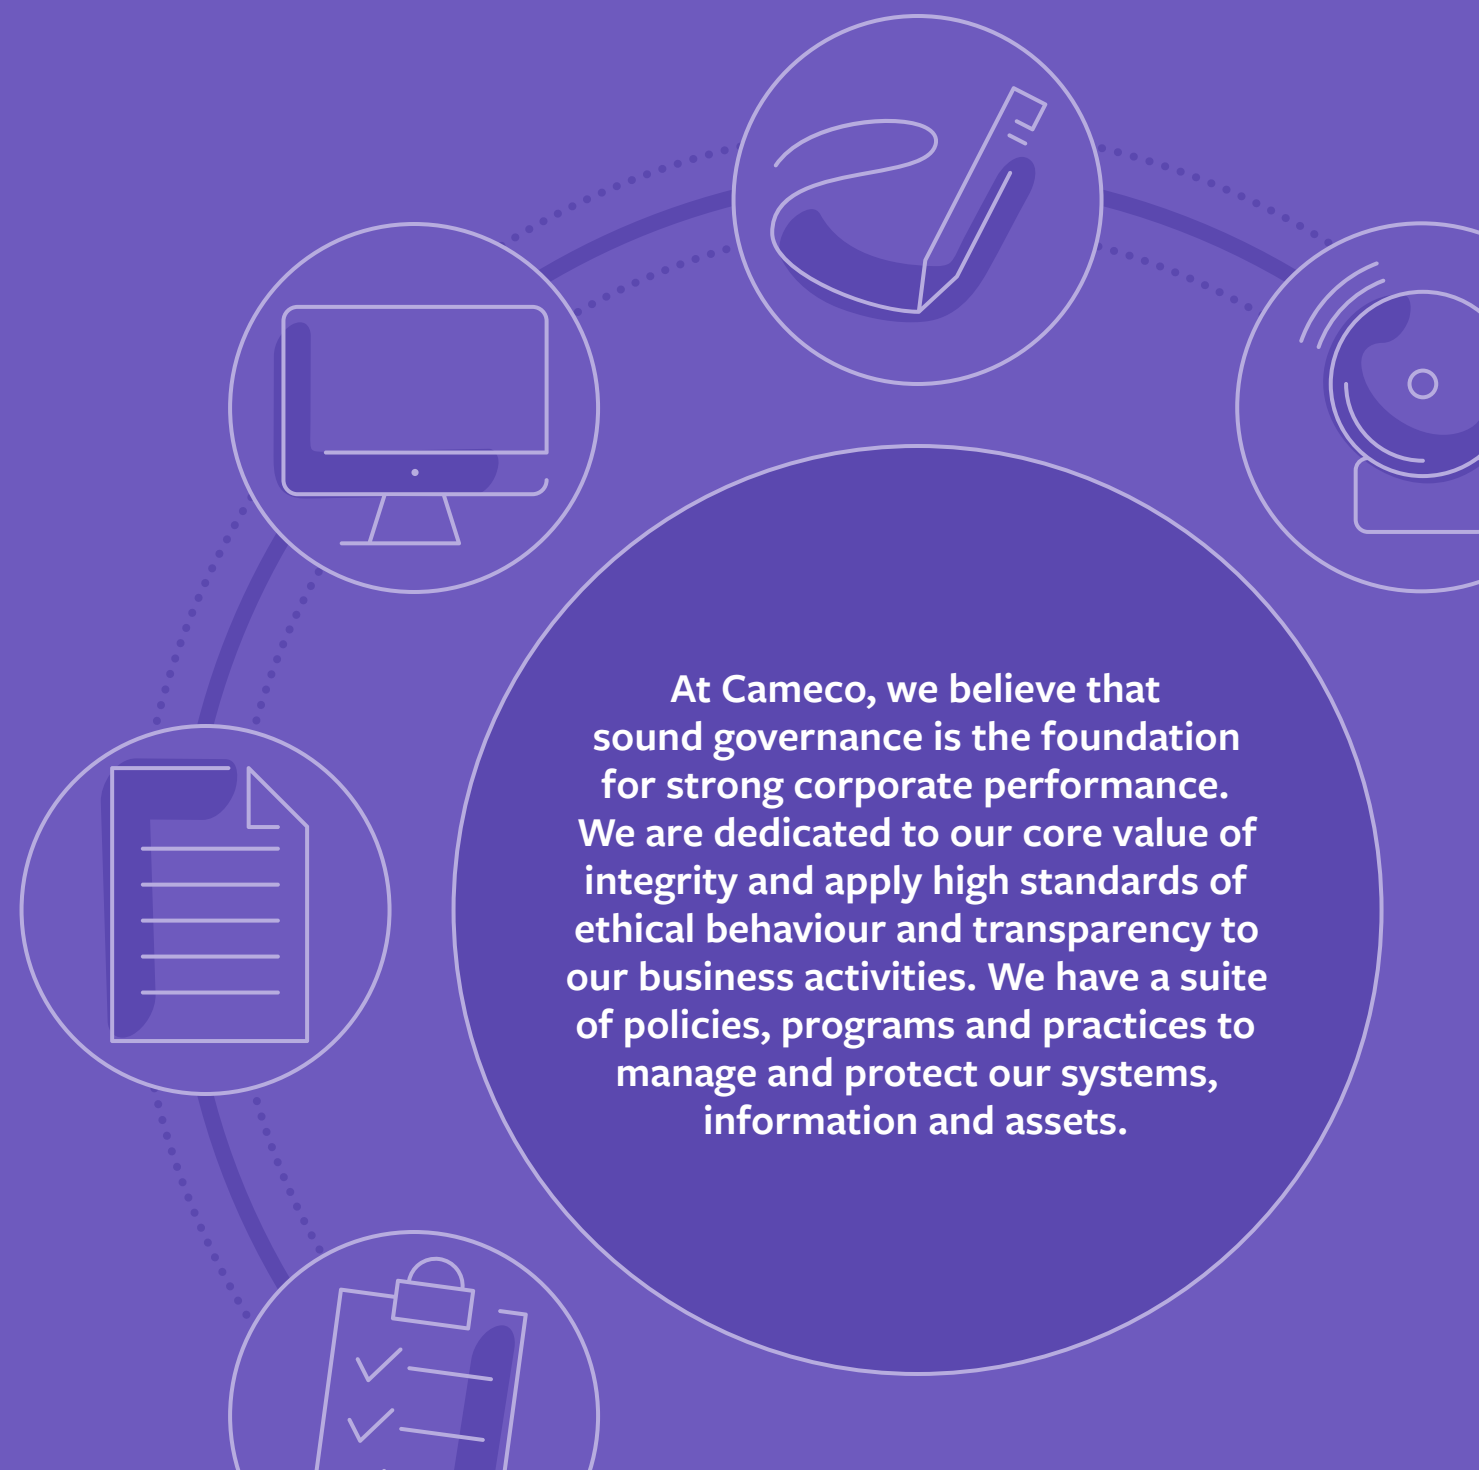 At Cameco, we believe that
sound governance is the foundation
for strong corporate performance.
We are dedicated to our core value of
integrity and apply high standards of
ethical behaviour and transparency to
our business activities. We have a suite
of policies, programs and practices to
manage and protect our systems,
information and assets.